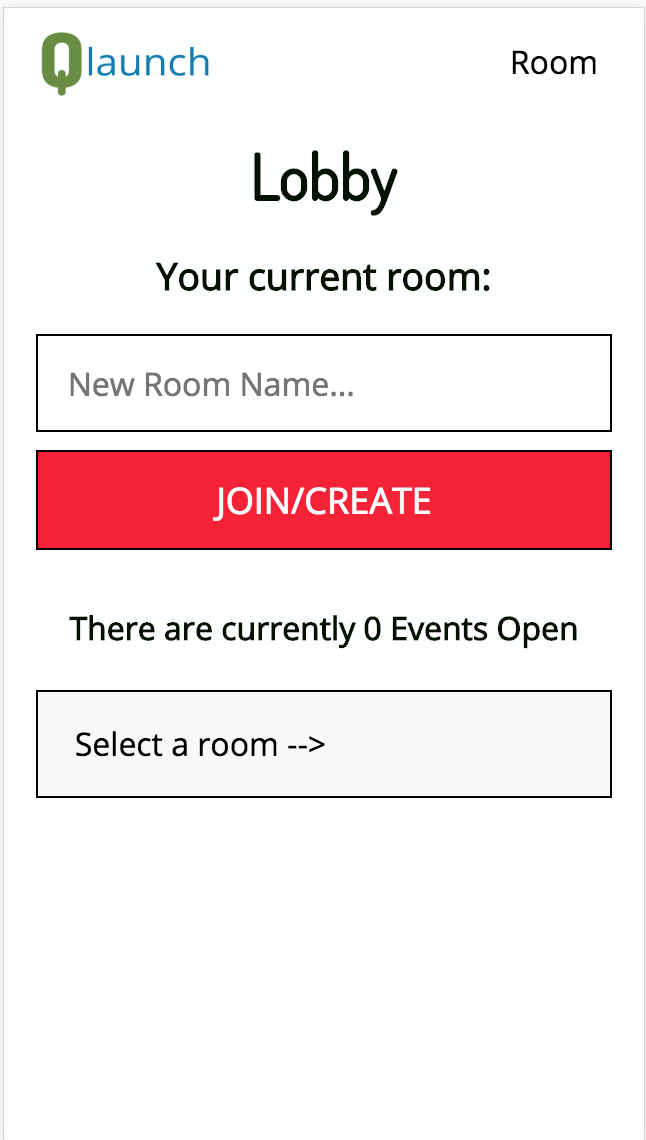 Qlaunch
Room
Lobby
Your current room:
New Room Name...
JOIN/CREATE
There are currently 0 Events Open
Select a room -->